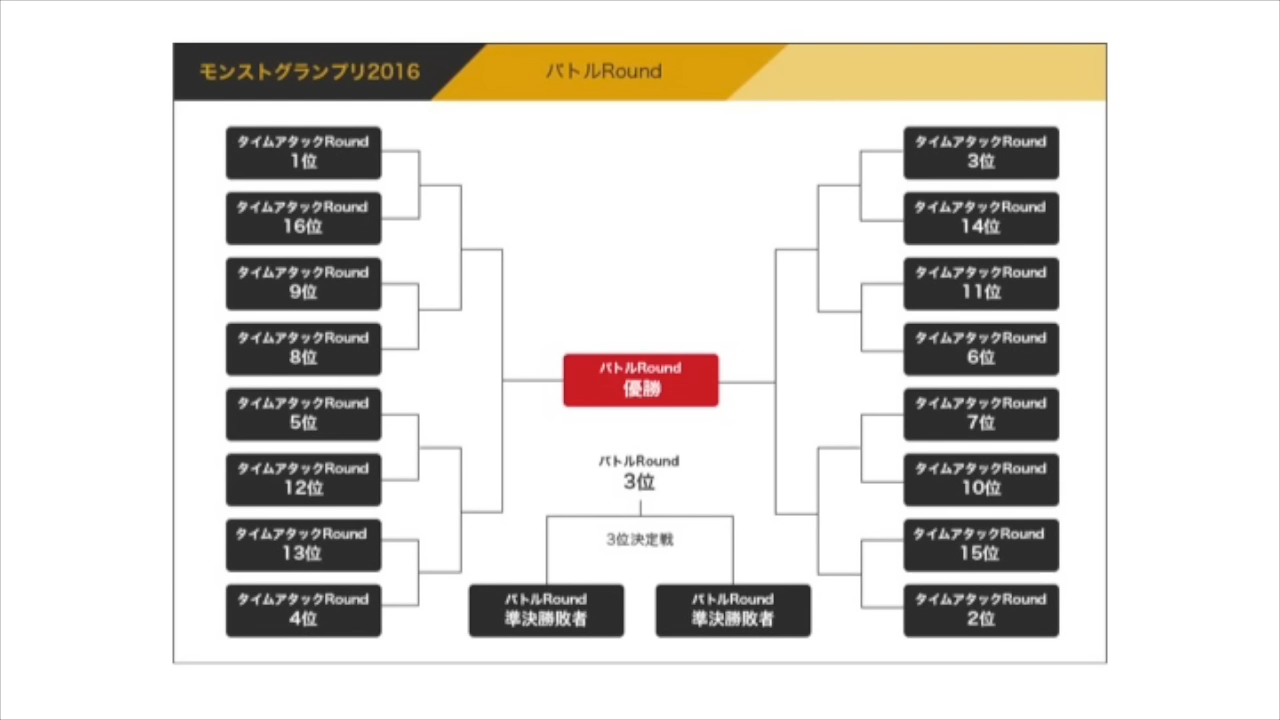 モンストグランプリ2016
バトルRound
タイムアタックRound
1位
タイムアタックRound
16位
タイムアタックRound
9位
タイムアタックRound
8位
タイムアタックRound
5位
タイムアタックRound
12位
タイムアタックRound
13位
タイムアタックRound
4位
バトルRound
優勝
バトルRound
3位
3位決定戦
バトルRound
準決勝敗者
バトルRound
準決勝敗者
タイムアタックRound
3位
タイムアタックRound
14位
タイムアタックRound
11位
タイムアタックRound
6位
タイムアタックRound
7位
タイムアタックRound
10位
タイムアタックRound
15位
タイムアタックRound
2位